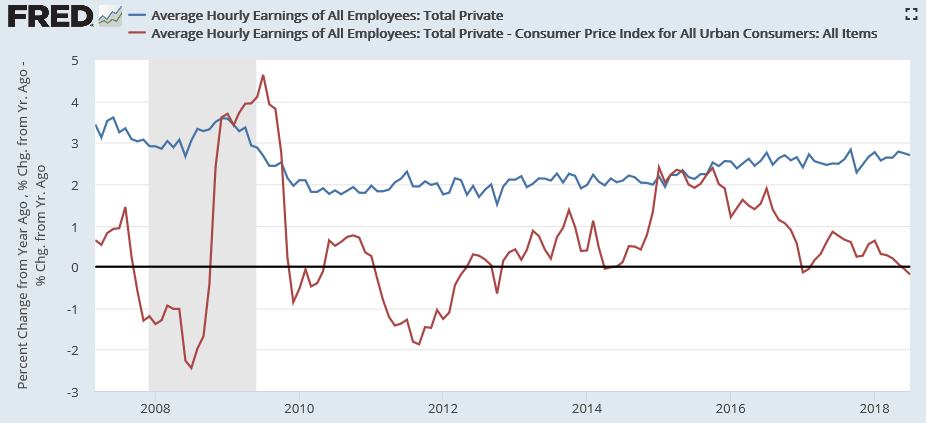 FRED
Average Hourly Earnings of All Employees: Total Private
Average Hourly Earnings of All Employees: Total Private - Consumer Price Index for All Urban Consumers: All Items
Percent Change from Year Ago , % Chg. from Yr. Ago -
% Chg. from Yr. Ago
5
4
3
2
1
0
-1
-2
-3
2008 2010 2012 2014 2016 2018